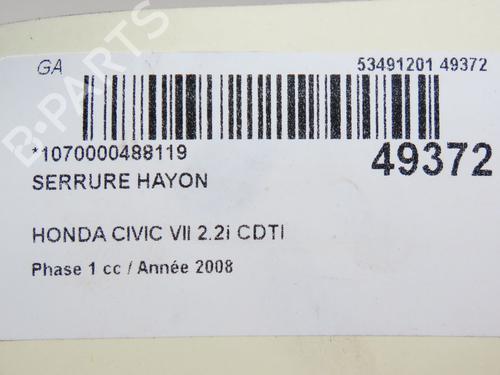 GA
53491201 49372
*1070000488119
49372
SERRURE HAYON
HONDA CIVIC VII 2.2i CDTI
Phase 1 cc / Année 2008
B-PARTS